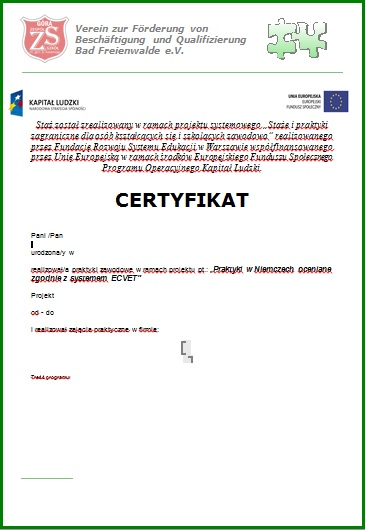 GÓRA
ZS
Verein zur Förderung von
Beschäftigung und Qualifizierung
Bad Freienwalde e.V.
KAPITAŁ LUDZKI
NARODOWA STRATEGIA SPÓJNOŚCI
UNIA EUROPEJSKA
EUROPEJSKI
FUNDUSZ SPOŁECZNY
Staż został zrealizowany w ramach projektu systemowego „Staże i praktyki
zagraniczne dla osób kształcących się i szkolących zawodowo” realizowanego
przez Fundację Rozwoju Systemu Edukacji w Warszawie współfinansowanego
przez Unię Europejską w ramach środków Europejskiego Funduszu Społecznego
Programu Operacyjnego Kapitał Ludzki.
CERTYFIKAT
Pani /Pan
urodzona/y w
realizował/a praktyki zawodowe w ramach projektu pt.: „Praktyki w Niemczech oceniane
zgodnie z systemem ECVET”
Projekt
od - do
i realizował zajęcia praktyczne w firmie:
Treść programu